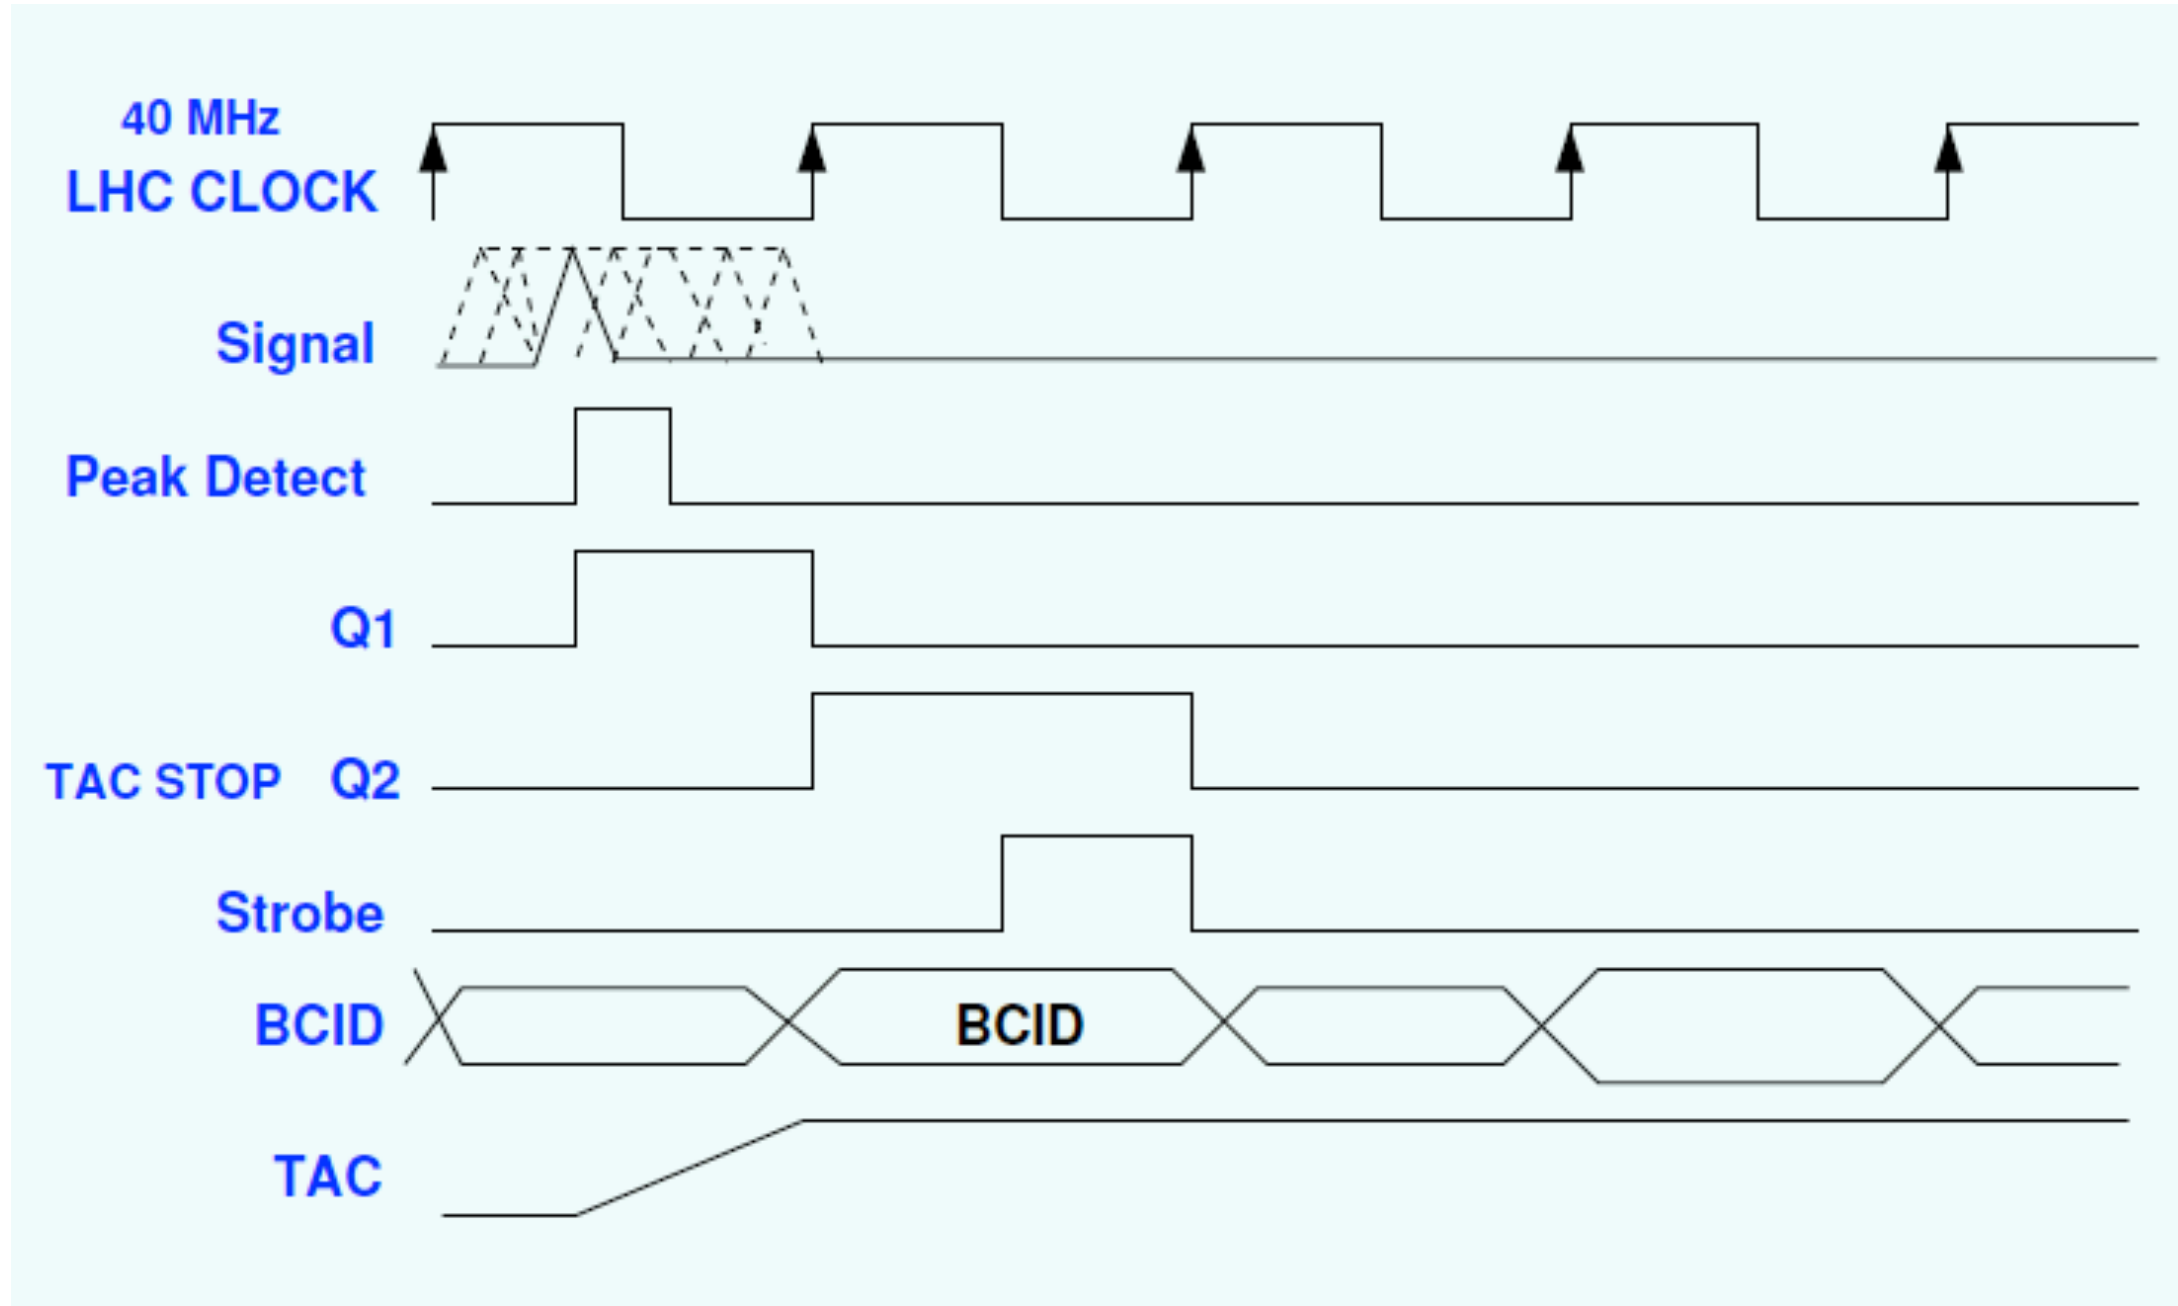 40 MHz
LHC CLOCK
Signal
Peak Detect
Q1
TAC STOP Q2
Strobe
BCID BCID
TAC